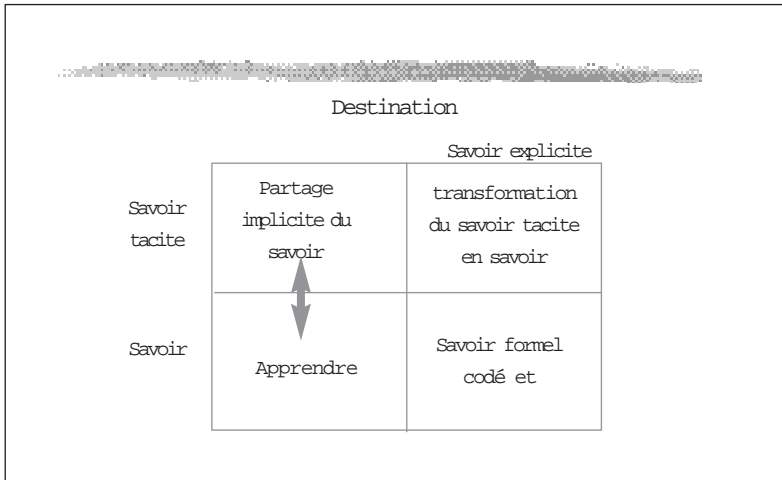 Destination
Savoir explicite
Savoir
tacite
Partage
implicite du
savoir
transformation
du savoir tacite
en savoir
Savoir
Apprendre
Savoir formel
codé et